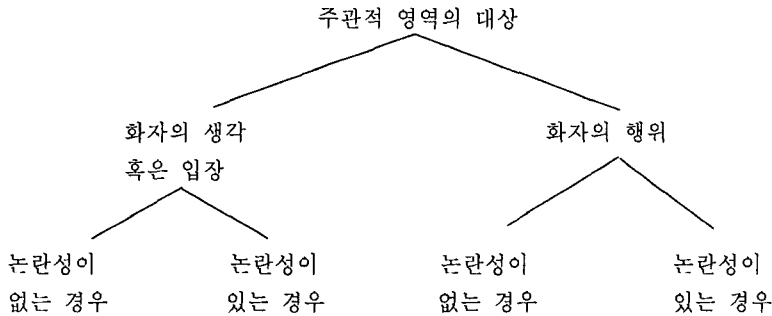 주관적 영역의 대상
화자의 생각
혹은 입장
화자의 행위
논란성이
없는 경우
논란성이
있는 경우
논란성이
없는 경우
논란성이
있는 경우